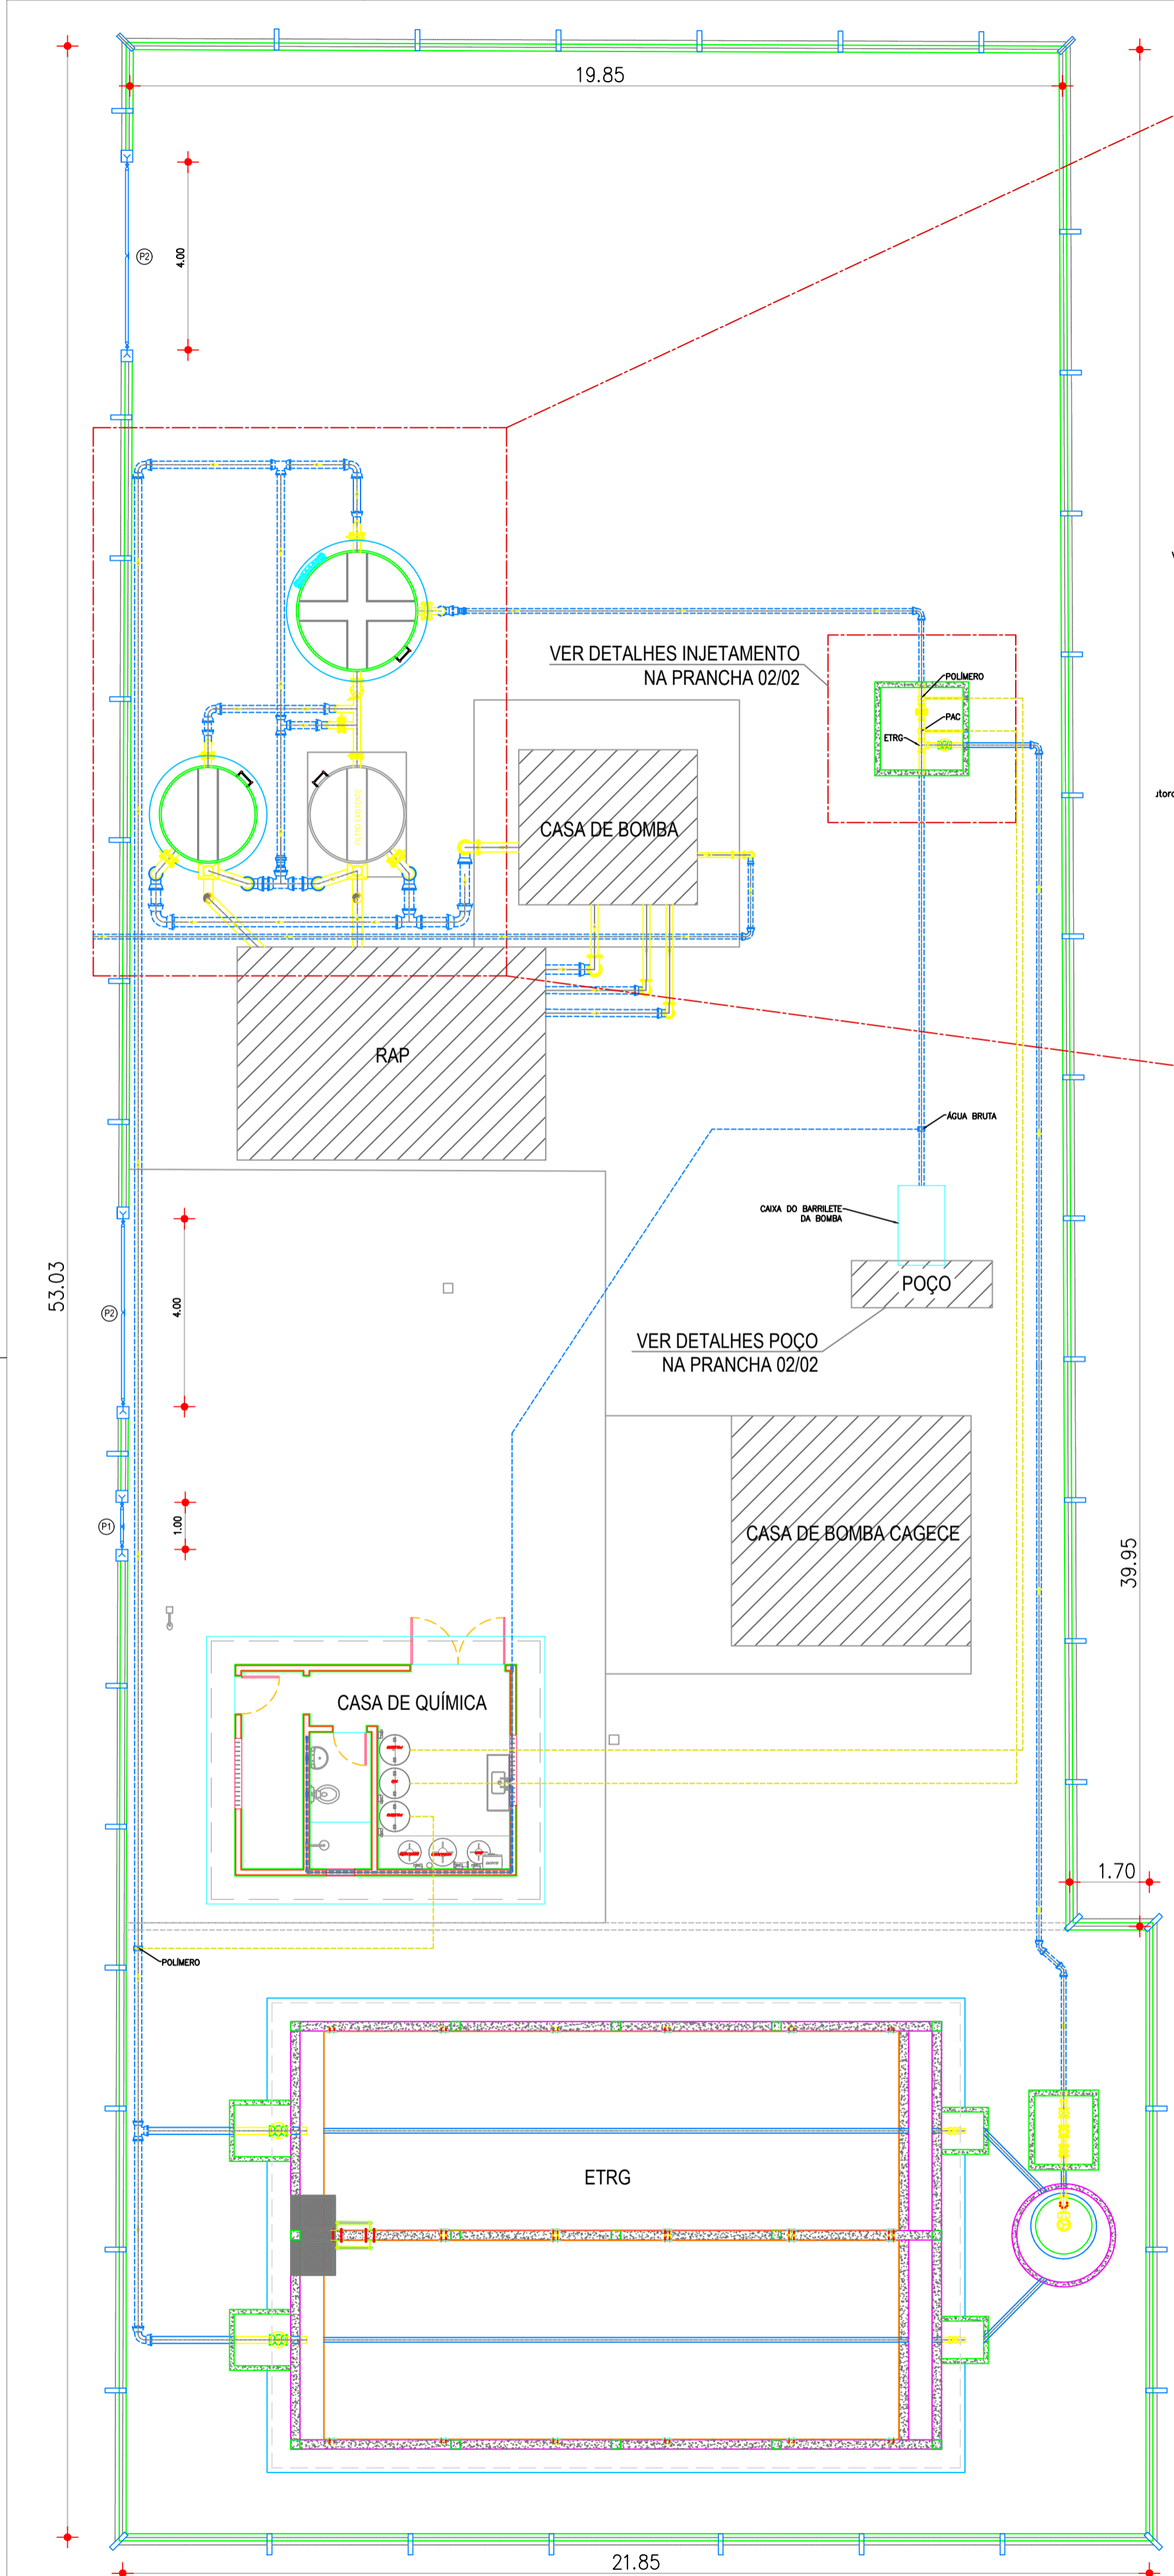 19.85
P2
4.00
VER DETALHES INJETAMENTO
NA PRANCHA 02/02
POLÍMERO
PAC
ETRG
CASA DE BOMBA
FILTRO EXISTENTE
RAP
ÁGUA BRUTA
CAIXA DO BARRILETE
DA BOMBA
POÇO
VER DETALHES POÇO
NA PRANCHA 02/02
53.03
P2
4.00
P1
1.00
CASA DE BOMBA CAGECE
39.95
CASA DE QUÍMICA
1.70
POLÍMERO
ETRG
21.85